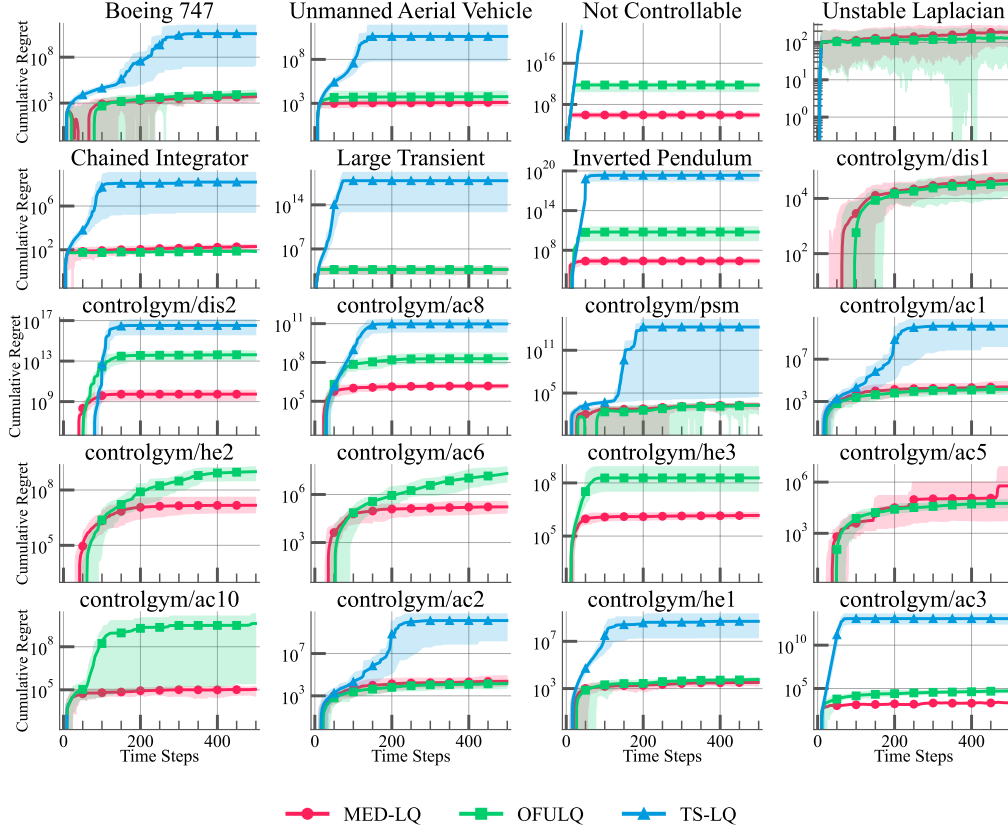 Boeing 747
Unmanned Aerial Vehicle
Not Controllable
Unstable Laplacian
Cumulative Regret
10^8
10^3
10^8
10^3
10^16
10^8
10^2
10^1
10^0
Chained Integrator
Large Transient
Inverted Pendulum
controlgym/dis1
Cumulative Regret
10^6
10^2
10^14
10^7
10^20
10^14
10^8
10^4
10^2
controlgym/dis2
controlgym/ac8
controlgym/psm
controlgym/ac1
Cumulative Regret
10^17
10^13
10^9
10^11
10^8
10^5
10^11
10^5
10^7
10^3
controlgym/he2
controlgym/ac6
controlgym/he3
controlgym/ac5
Cumulative Regret
10^8
10^5
10^6
10^3
10^8
10^5
10^6
10^3
controlgym/ac10
controlgym/ac2
controlgym/he1
controlgym/ac3
Cumulative Regret
10^8
10^5
10^7
10^3
10^7
10^3
10^10
10^5
0 200 400
0 200 400
0 200 400
0 200 400
Time Steps
Time Steps
Time Steps
Time Steps
MED-LQ OFULQ TS-LQ